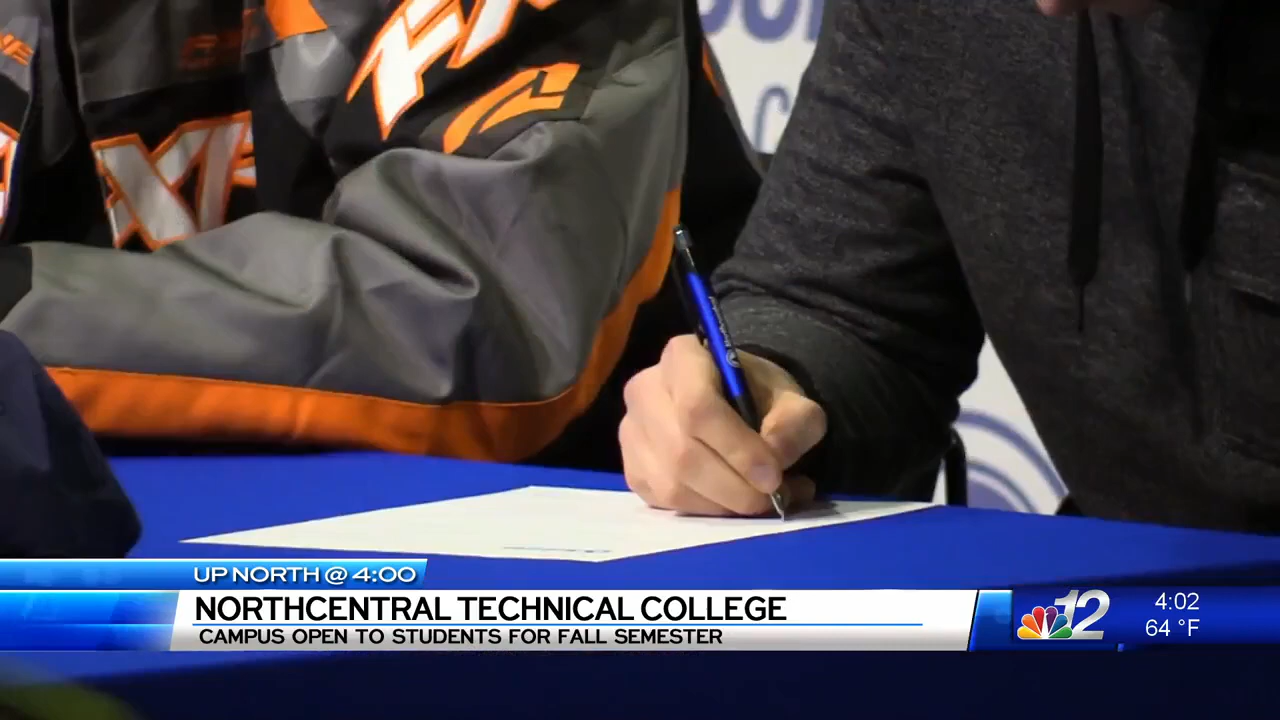 UP NORTH @ 4:00
NORTHCENTRAL TECHNICAL COLLEGE
CAMPUS OPEN TO STUDENTS FOR FALL SEMESTER
12
4:02
64 °F